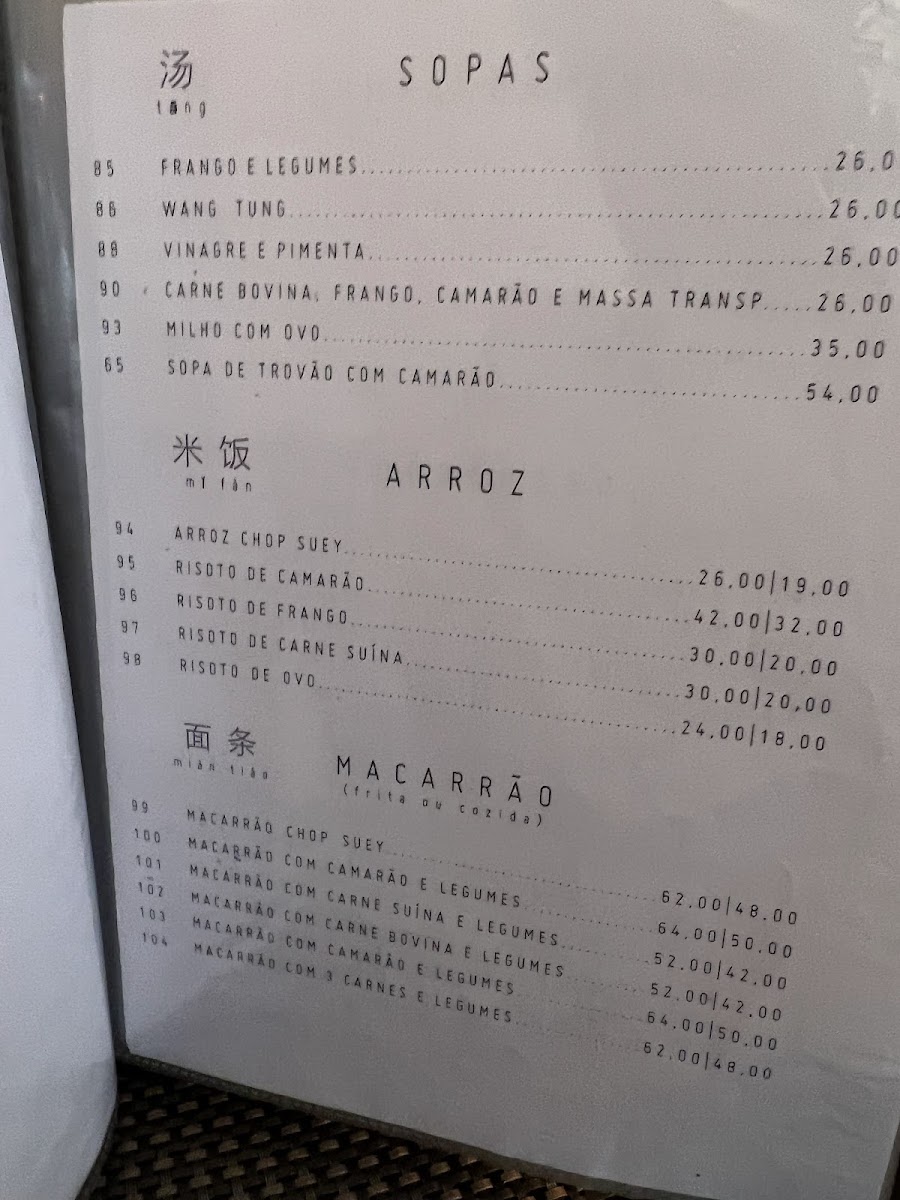 汤 SOPAS
tāng
85 FRANGO E LEGUMES 26,0
86 WANG TUNG 26,00
88 VINAGRE E PIMENTA 26,00
90 CARNE BOVINA, FRANGO, CAMARÃO E MASSA TRANSP. 26,00
93 MILHO COM OVO 35,00
65 SOPA DE TROVÃO COM CAMARÃO 54,00
米饭 ARROZ
mǐ fàn
94 ARROZ CHOP SUEY 26,00|19,00
95 RISOTO DE CAMARÃO 42,00|32,00
96 RISOTO DE FRANGO 30,00|20,00
97 RISOTO DE CARNE SUÍNA 30,00|20,00
98 RISOTO DE OVO 24,00|18,00
面条 MACARRÃO
miàn tiáo (frita ou cozida)
99 MACARRÃO CHOP SUEY 62,00|48,00
100 MACARRÃO COM CAMARÃO E LEGUMES 64,00|50,00
101 MACARRÃO COM CARNE SUÍNA E LEGUMES 52,00|42,00
102 MACARRÃO COM CARNE BOVINA E LEGUMES 52,00|42,00
103 MACARRÃO COM CAMARÃO E LEGUMES 64,00|50,00
104 MACARRÃO COM 3 CARNES E LEGUMES 62,00|48,00